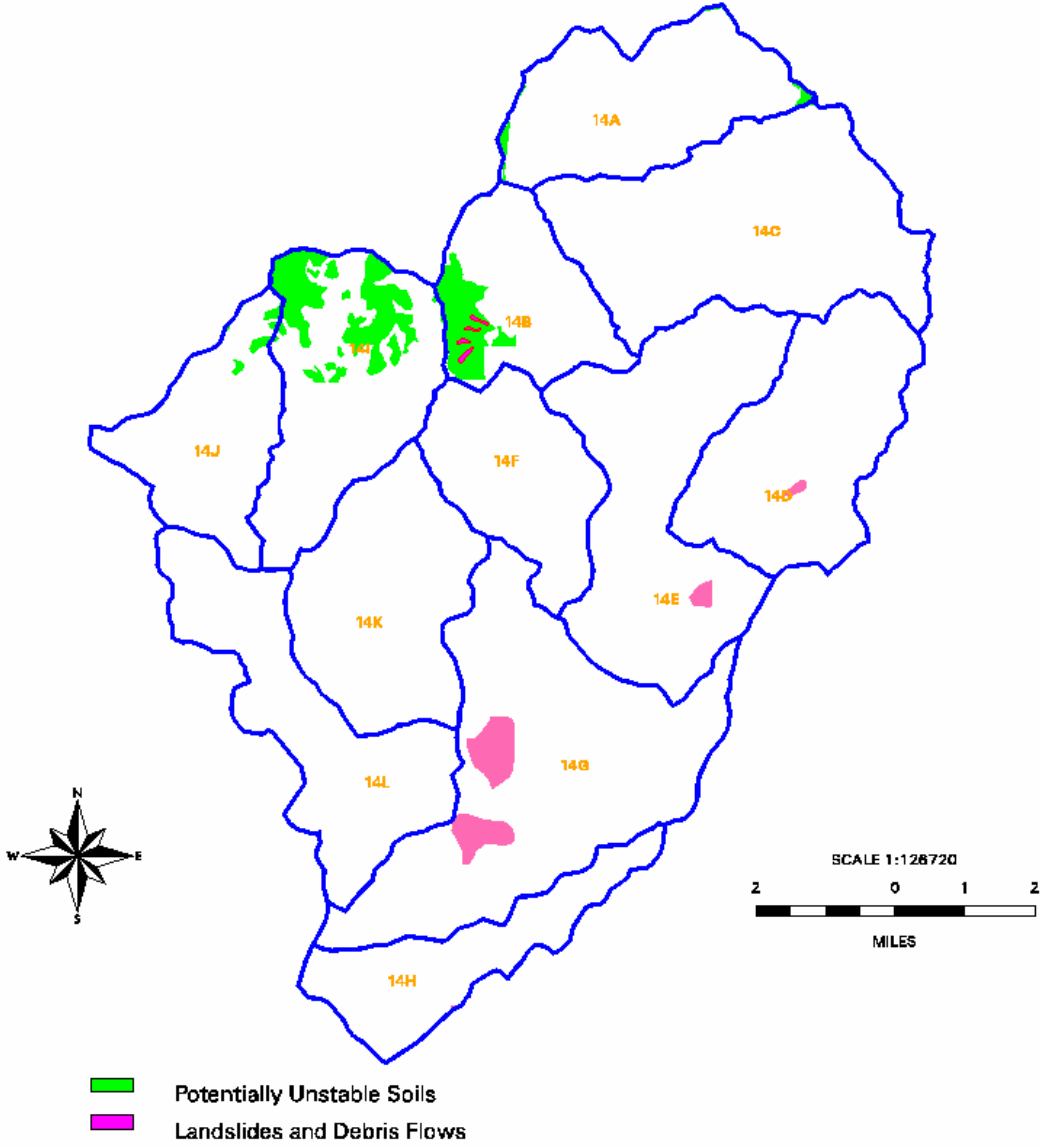 14A
14C
14B
14I
14J
14F
14D
14E
14K
14G
14L
N
W E
S
SCALE 1:126720
2 0 1 2
MILES
14H
Potentially Unstable Soils
Landslides and Debris Flows